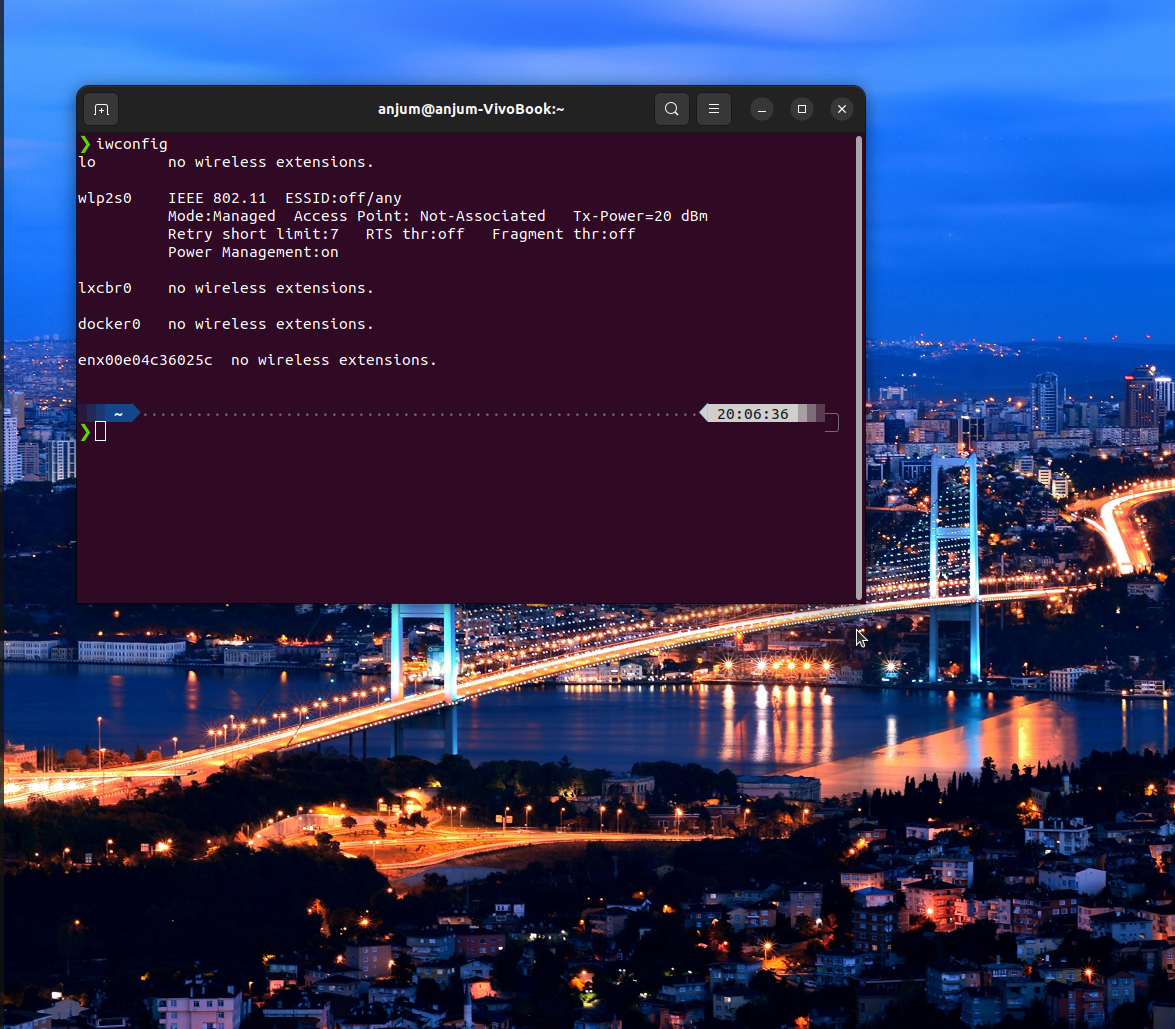 anjum@anjum-VivoBook:~
❯ iwconfig
lo        no wireless extensions.
wlp2s0    IEEE 802.11  ESSID:off/any
          Mode:Managed  Access Point: Not-Associated   Tx-Power=20 dBm
          Retry short limit:7   RTS thr:off   Fragment thr:off
          Power Management:on
lxcbr0    no wireless extensions.
docker0   no wireless extensions.
enx00e04c36025c  no wireless extensions.
~ 20:06:36
❯